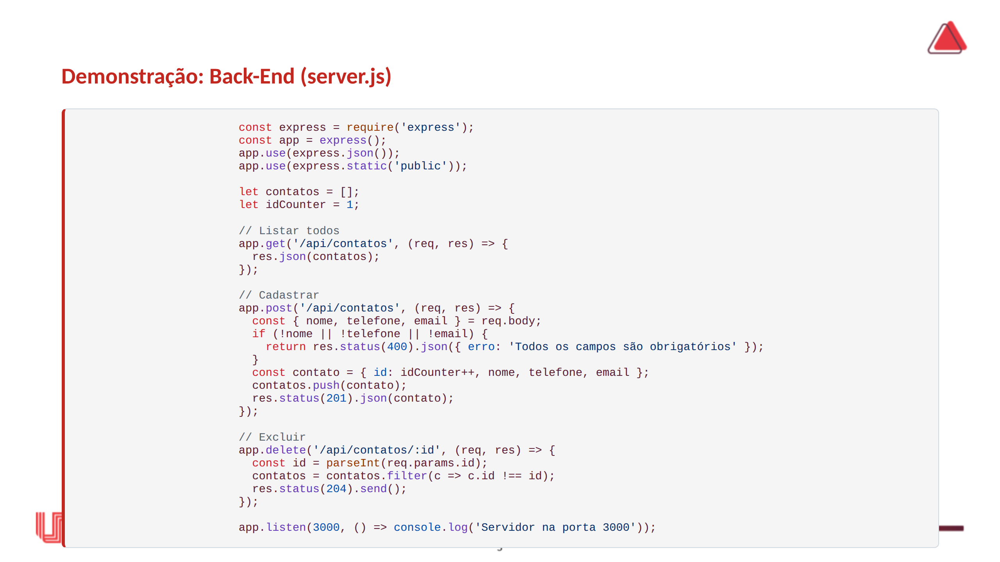 Demonstração: Back-End (server.js)
const express = require('express');
const app = express();
app.use(express.json());
app.use(express.static('public'));
let contatos = [];
let idCounter = 1;
// Listar todos
app.get('/api/contatos', (req, res) => {
  res.json(contatos);
});
// Cadastrar
app.post('/api/contatos', (req, res) => {
  const { nome, telefone, email } = req.body;
  if (!nome || !telefone || !email) {
    return res.status(400).json({ erro: 'Todos os campos são obrigatórios' });
  }
  const contato = { id: idCounter++, nome, telefone, email };
  contatos.push(contato);
  res.status(201).json(contato);
});
// Excluir
app.delete('/api/contatos/:id', (req, res) => {
  const id = parseInt(req.params.id);
  contatos = contatos.filter(c => c.id !== id);
  res.status(204).send();
});
app.listen(3000, () => console.log('Servidor na porta 3000'));